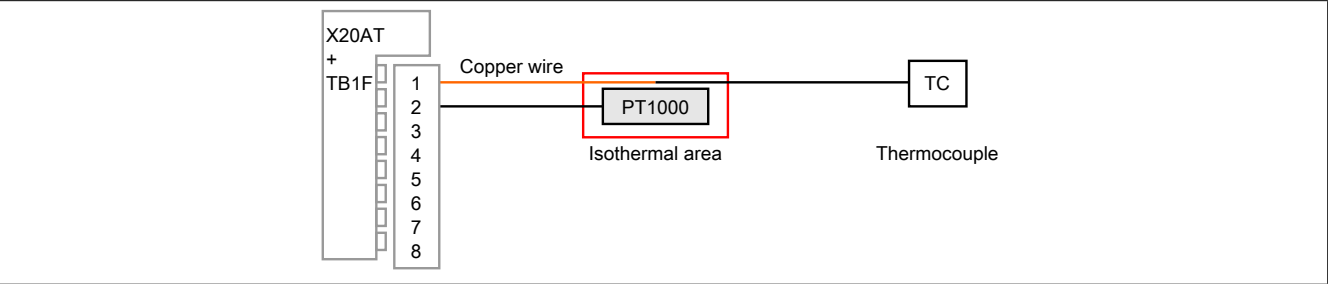 X20AT
+
TB1F
1
2
3
4
5
6
7
8
Copper wire
PT1000
Isothermal area
TC
Thermocouple